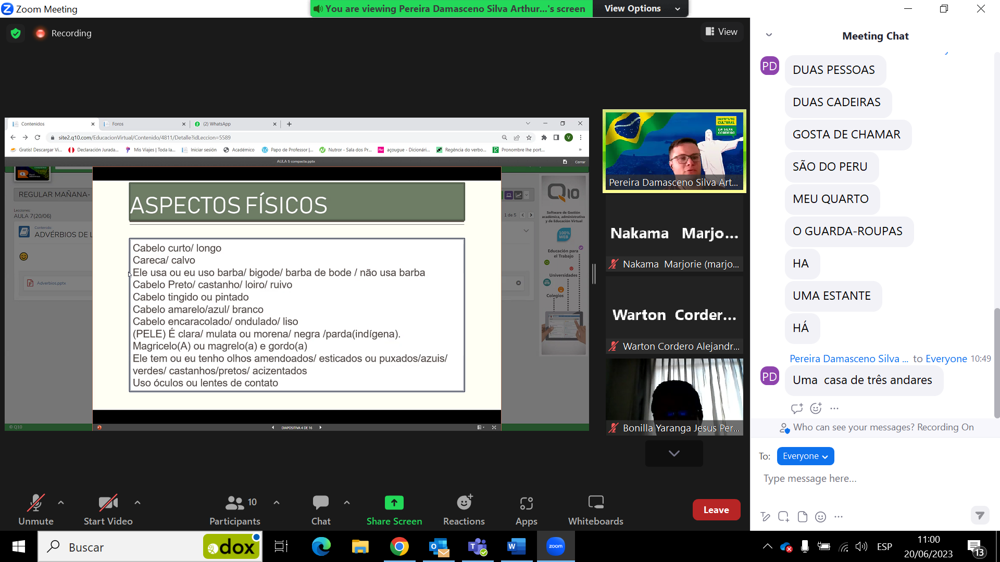 Zoom Meeting
You are viewing Pereira Damasceno Silva Arthur...'s screen
View Options
Recording
View
Contenidos
Foros
(2) WhatsApp
site2.q10.com/EducacionVirtual/Contenido/4811/Detalle?idLeccion=5589
Gratis! Descargar Vi...
Declaración Jurada...
Mis Viajes | Toda la...
Iniciar sesión
Académico
Papo de Professor |...
Nutror - Sala dos Pr...
açougue - Dicionári...
Regência do verbo...
Pronombre lhe port...
AULA 5 compacta.pptx
Cerrar
REGULAR MAÑANA-
1 de 5
Lecciones:
AULA 7(20/06)
Contenido:
ADVÉRBIOS DE L
Adverbios.pptx
ASPECTOS FÍSICOS
Cabelo curto/ longo
Careca/ calvo
Ele usa ou eu uso barba/ bigode/ barba de bode / não usa barba
Cabelo Preto/ castanho/ loiro/ ruivo
Cabelo tingido ou pintado
Cabelo amarelo/azul/ branco
Cabelo encaracolado/ ondulado/ liso
(PELE) É clara/ mulata ou morena/ negra /parda(indígena).
Magricelo(A) ou magrelo(a) e gordo(a)
Ele tem ou eu tenho olhos amendoados/ esticados ou puxados/azuis/
verdes/ castanhos/pretos/ acizentados
Uso óculos ou lentes de contato
Q10
Software de Gestión
académica, administrativa
y de Educación Virtual
100%
WEB
Educación para
el Trabajo
Universidades
Colegios
© Q10
DIAPOSITIVA 4 DE 16
INSTITUTO
CULTURAL
DA SILVA
CORDEIRO
Pereira Damasceno Silva Art...
Nakama Marjo...
Nakama Marjorie (marjo...
Warton Corder...
Warton Cordero Alejandr...
Bonilla Yaranga Jesus Per...
Meeting Chat
PD
DUAS PESSOAS
DUAS CADEIRAS
GOSTA DE CHAMAR
SÃO DO PERU
MEU QUARTO
O GUARDA-ROUPAS
HA
UMA ESTANTE
HÁ
Pereira Damasceno Silva ... to Everyone 10:49
PD
Uma casa de três andares
Who can see your messages? Recording On
To: Everyone
Type message here...
Unmute
Start Video
Participants
10
Chat
Share Screen
Reactions
Apps
Whiteboards
Leave
Buscar
dox
zoom
ESP
11:00
20/06/2023
13